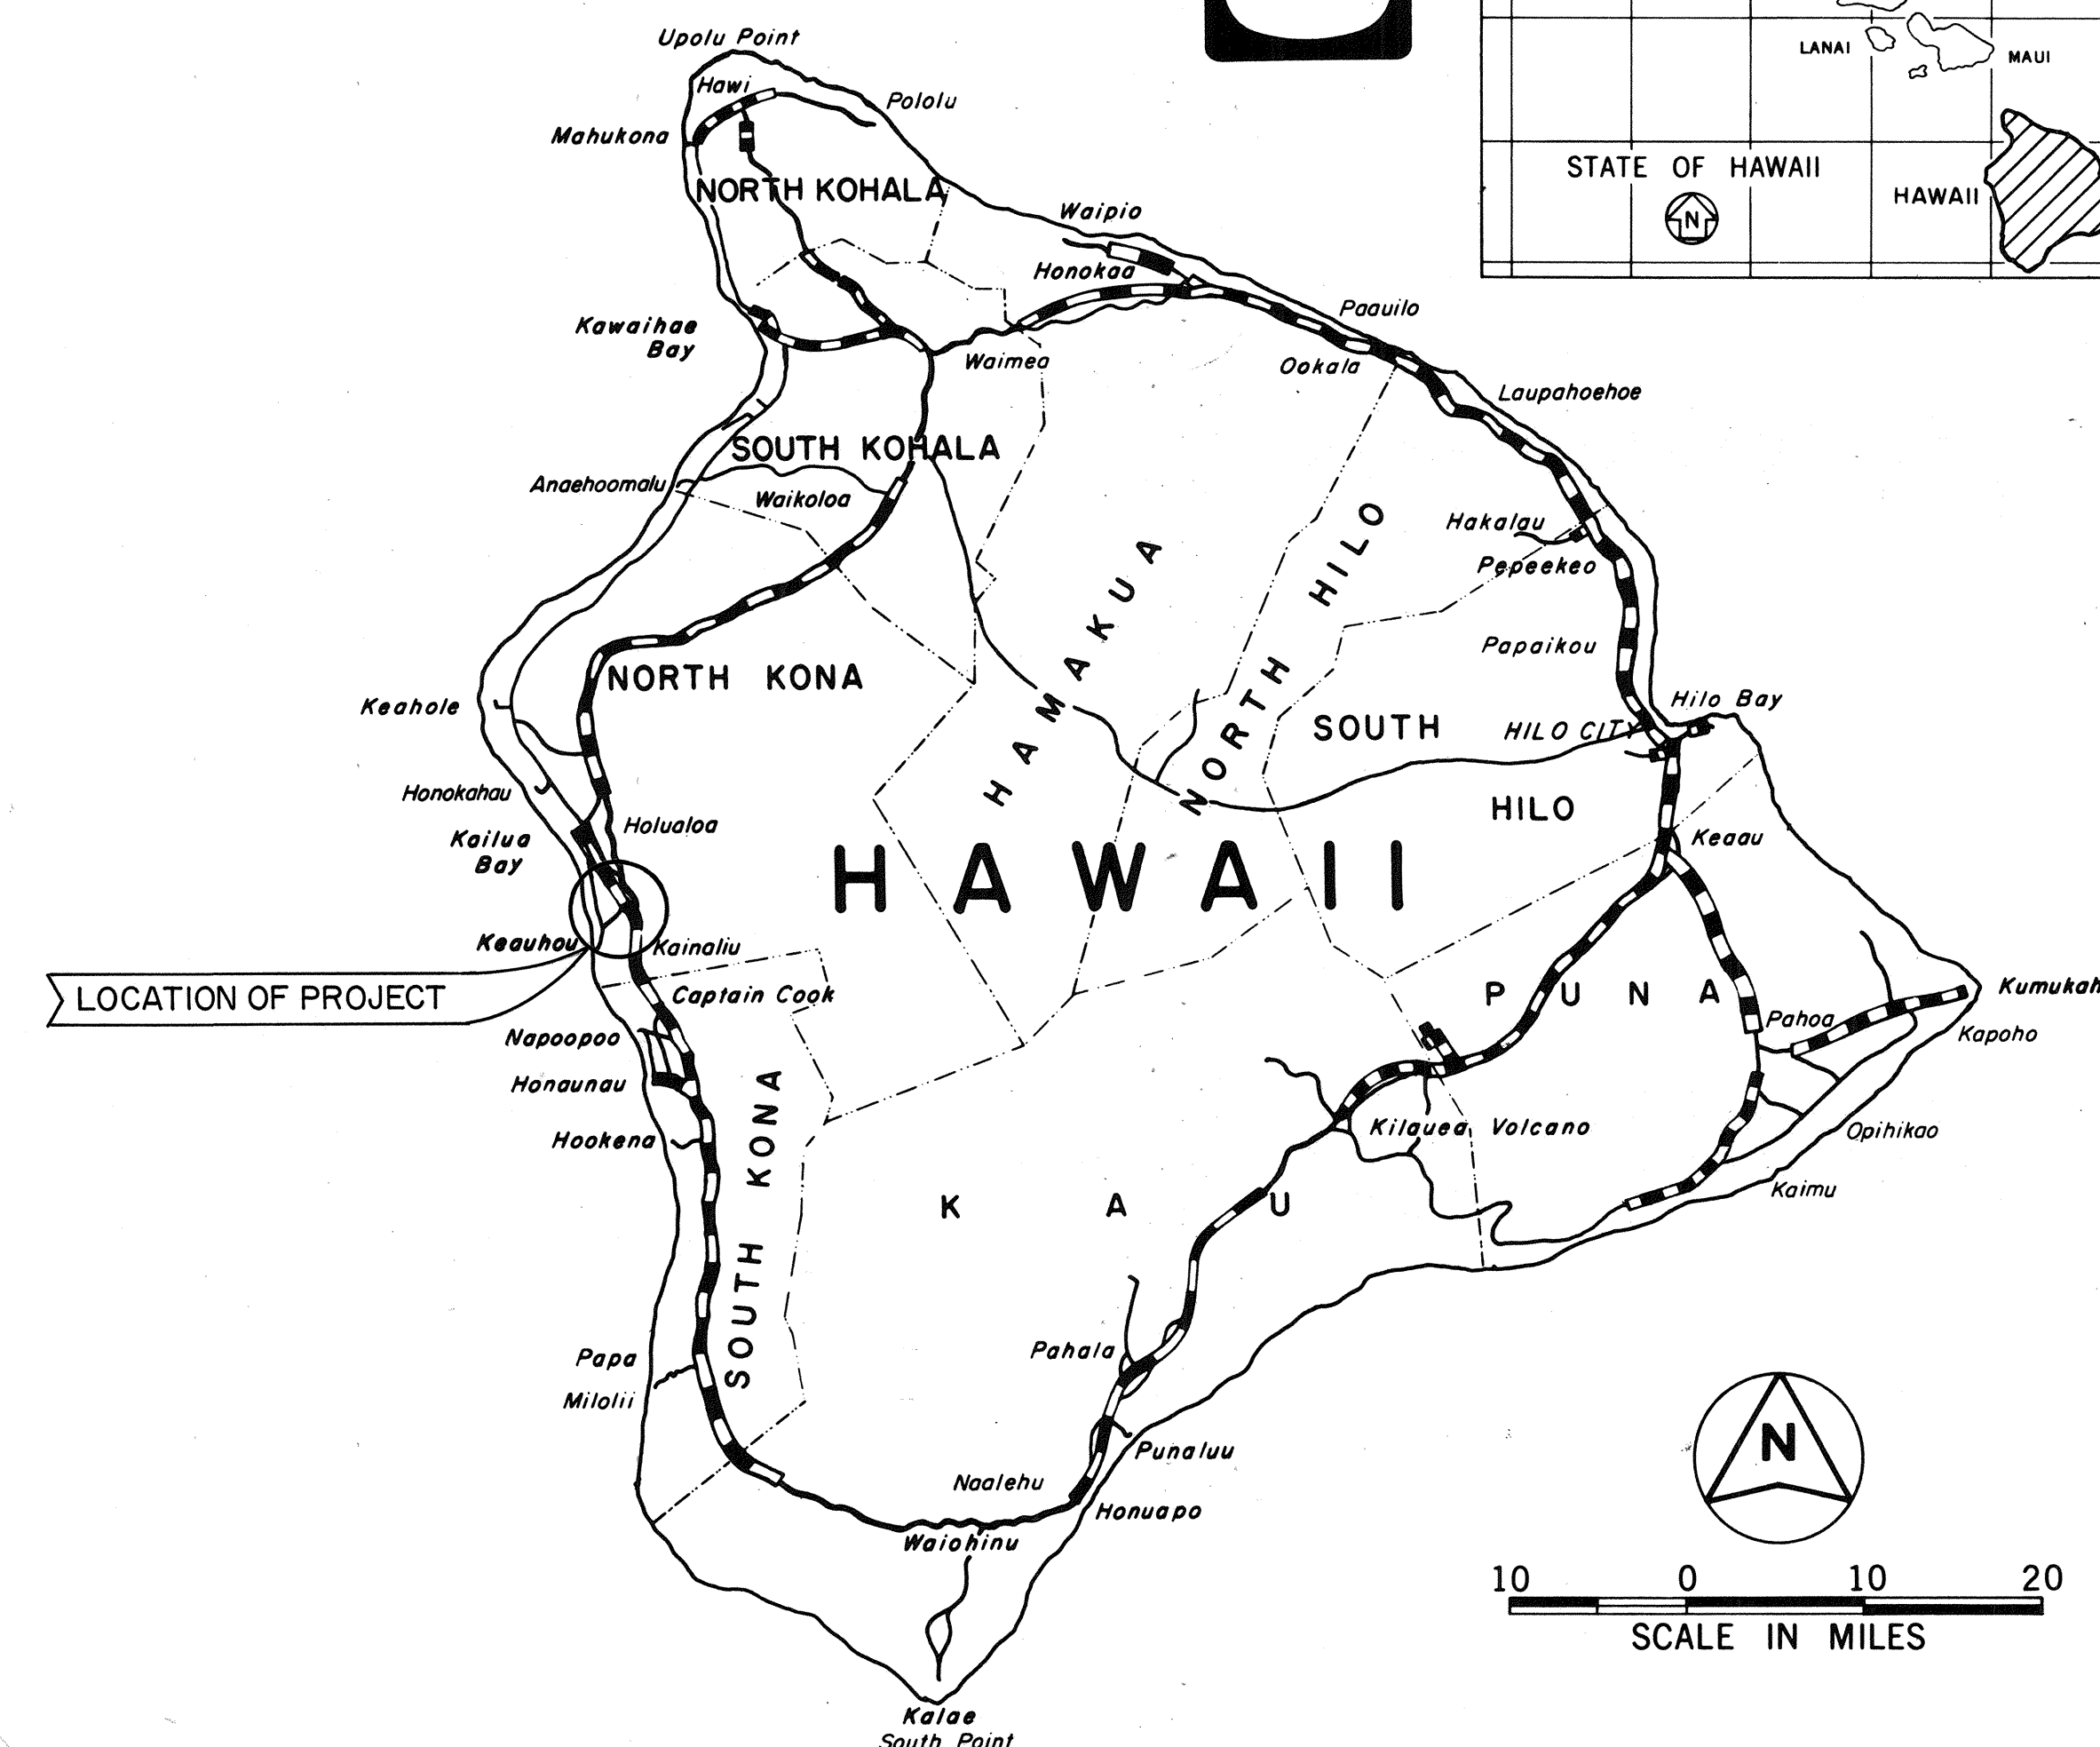 Upolu Point
Hawi
Pololu
Mahukona
NORTH KOHALA
Waipio
Honokaa
Kawaihae
Bay
Paauilo
Waimea
Ookala
Laupahoehoe
SOUTH KOHALA
Anaehoomalu
Waikoloa
Hakalau
Pepeekeo
HAMAKUA
NORTH HILO
Papaikou
NORTH KONA
Keahole
Hilo Bay
HILO CITY
SOUTH
HILO
Honokahau
Holualoa
Kailua
Bay
Keaau
HAWAII
Keauhou
Kainaliu
LOCATION OF PROJECT
Captain Cook
PUNA
Kumukah
Pahoa
Kapoho
Napoopoo
Honaunau
Hookena
Kilauea Volcano
Opihikao
Kaimu
SOUTH KONA
K A U
Papa
Milolii
Pahala
Punaluu
Naalehu
Honuapo
Waiohinu
Kalae
South Point
LANAI
MAUI
STATE OF HAWAII
N
HAWAII
N
10 0 10 20
SCALE IN MILES